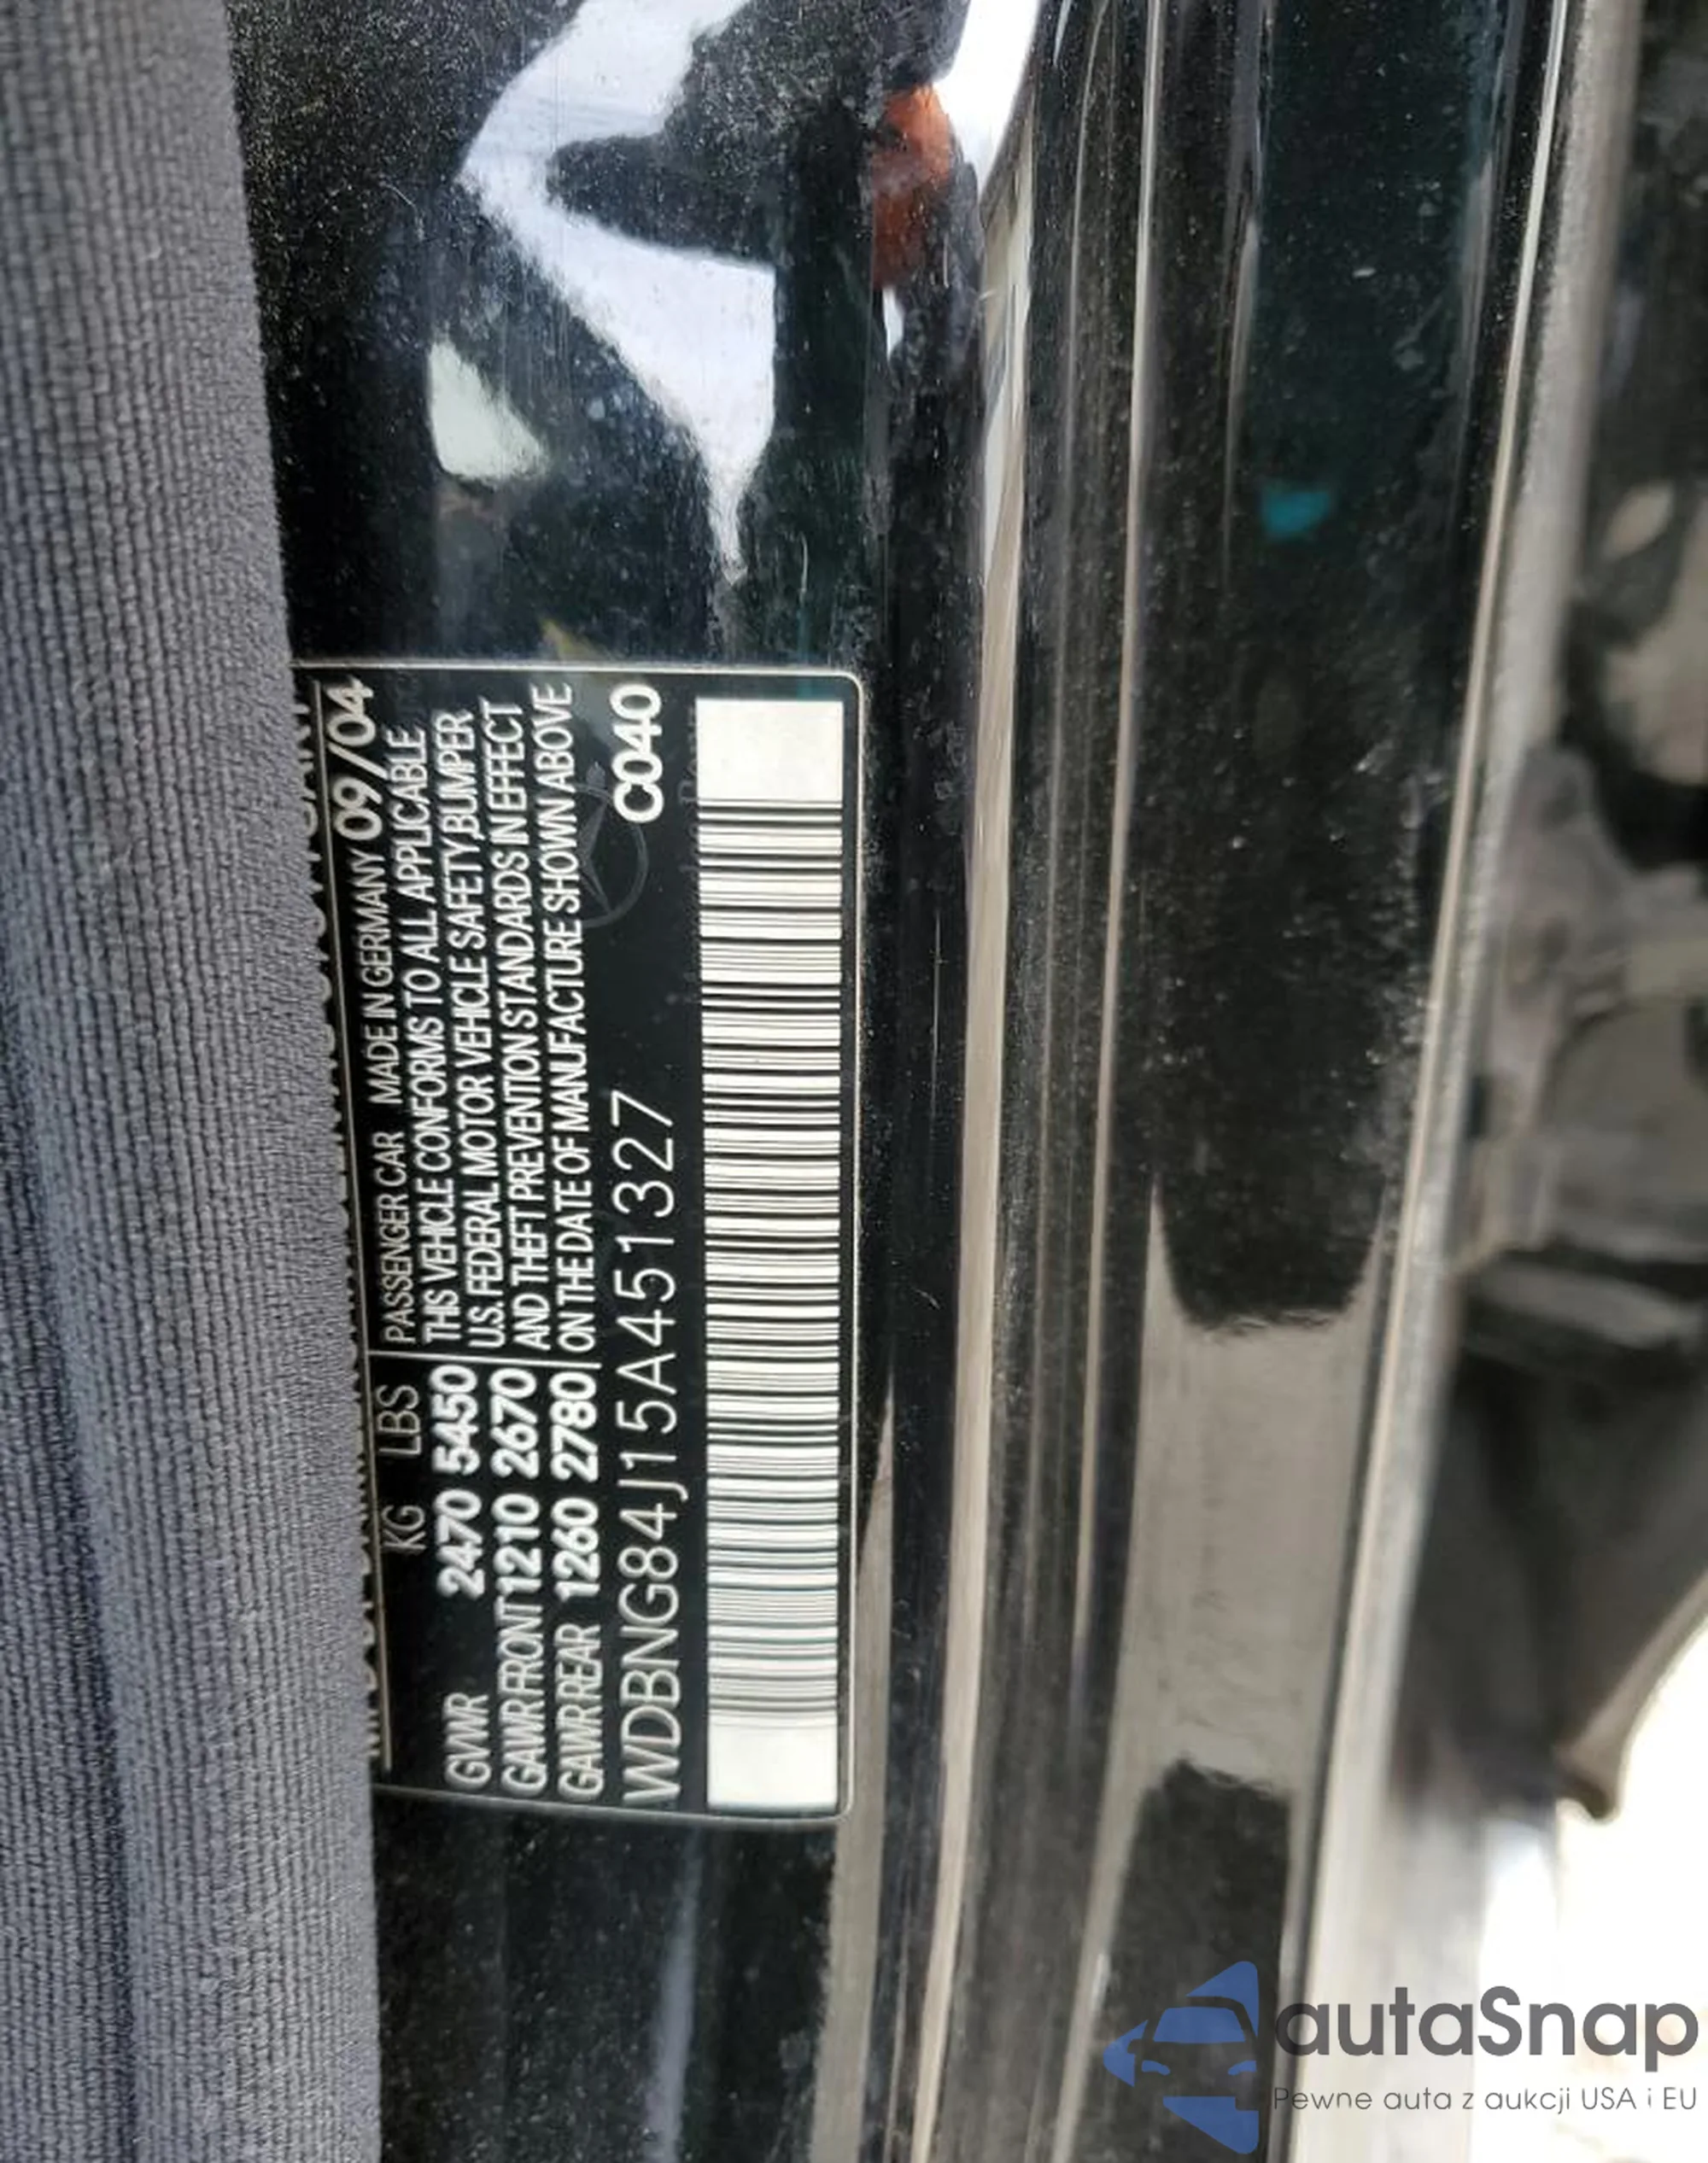 PASSENGER CAR MADE IN GERMANY 09/04
KG LBS
THIS VEHICLE CONFORMS TO ALL APPLICABLE
U.S. FEDERAL MOTOR VEHICLE SAFETY,BUMPER
AND THEFT PREVENTION STANDARDS IN EFFECT
ON THE DATE OF MANUFACTURE SHOWN ABOVE
GVWR 2470 5450
GAWR FRONT 1210 2670
GAWR REAR 1260 2780
WDBNG84J15A451327
C040
autaSnap
Pewne auta z aukcji USA i EU